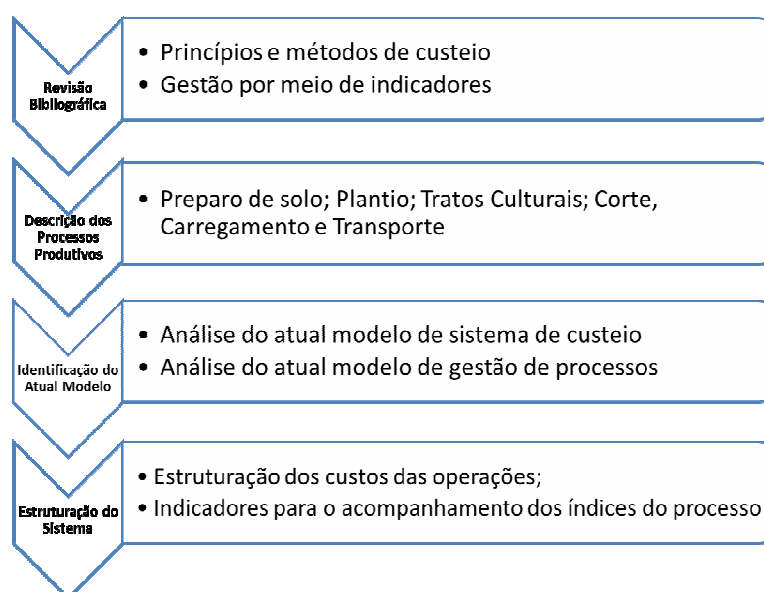 Revisão
Bibliográfica
• Princípios e métodos de custeio
• Gestão por meio de indicadores
Descrição dos
Processos
Produtivos
• Preparo de solo; Plantio; Tratos Culturais; Corte,
Carregamento e Transporte
Identificação do
Atual Modelo
• Análise do atual modelo de sistema de custeio
• Análise do atual modelo de gestão de processos
Estruturação do
Sistema
• Estruturação dos custos das operações;
• Indicadores para o acompanhamento dos índices do processo